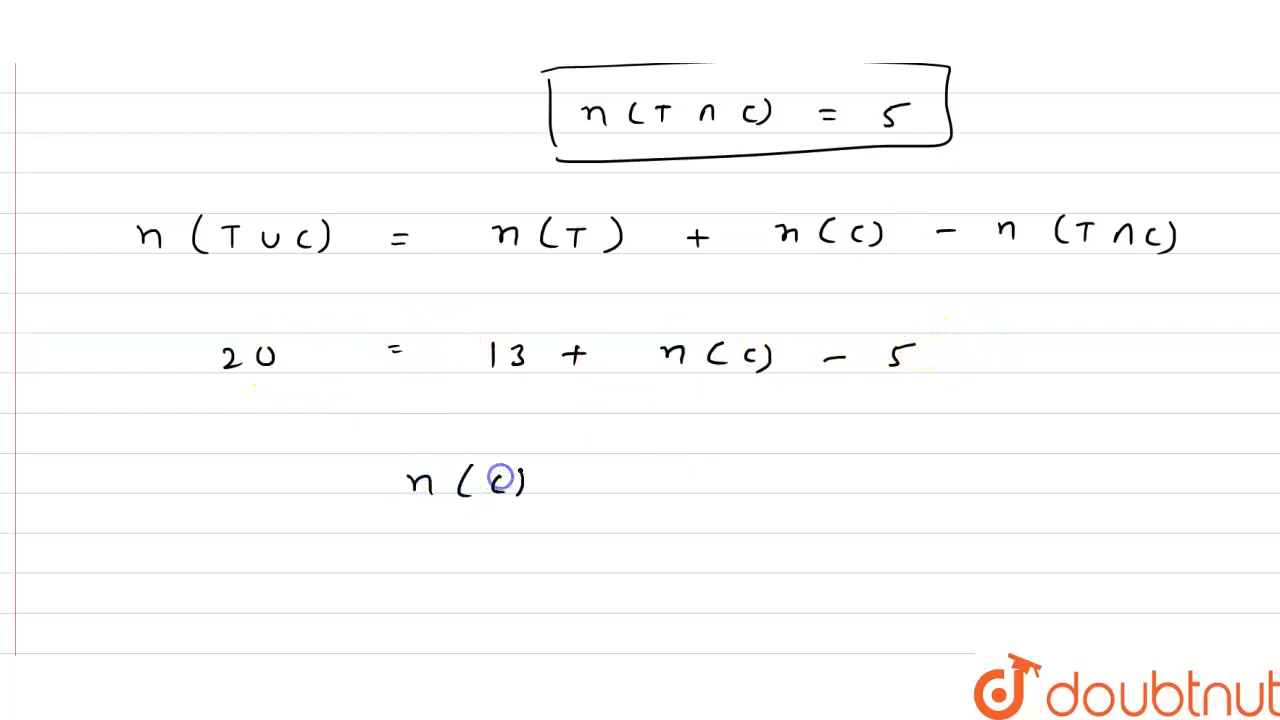 n (T ∩ C) = 5
n (T ∪ C) = n (T) + n (C) - n (T ∩ C)
20 = 13 + n (C) - 5
n (C)
doubtnut